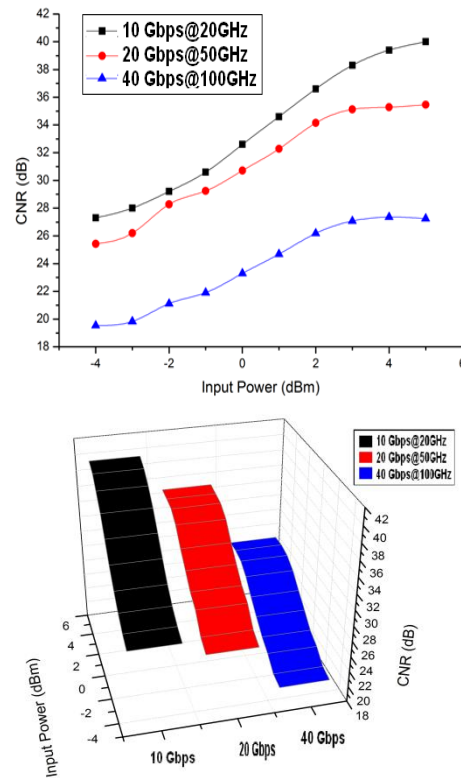 42
40
38
36
34
32
30
28
26
24
22
20
18
CNR (dB)
10 Gbps@20GHz
20 Gbps@50GHz
40 Gbps@100GHz
-4 -2 0 2 4 6
Input Power (dBm)
10 Gbps@20GHz
20 Gbps@50GHz
40 Gbps@100GHz
42
40
38
36
34
32
30
28
26
24
22
20
18
CNR (dB)
6
4
2
0
-2
-4
Input Power (dBm)
10 Gbps
20 Gbps
40 Gbps